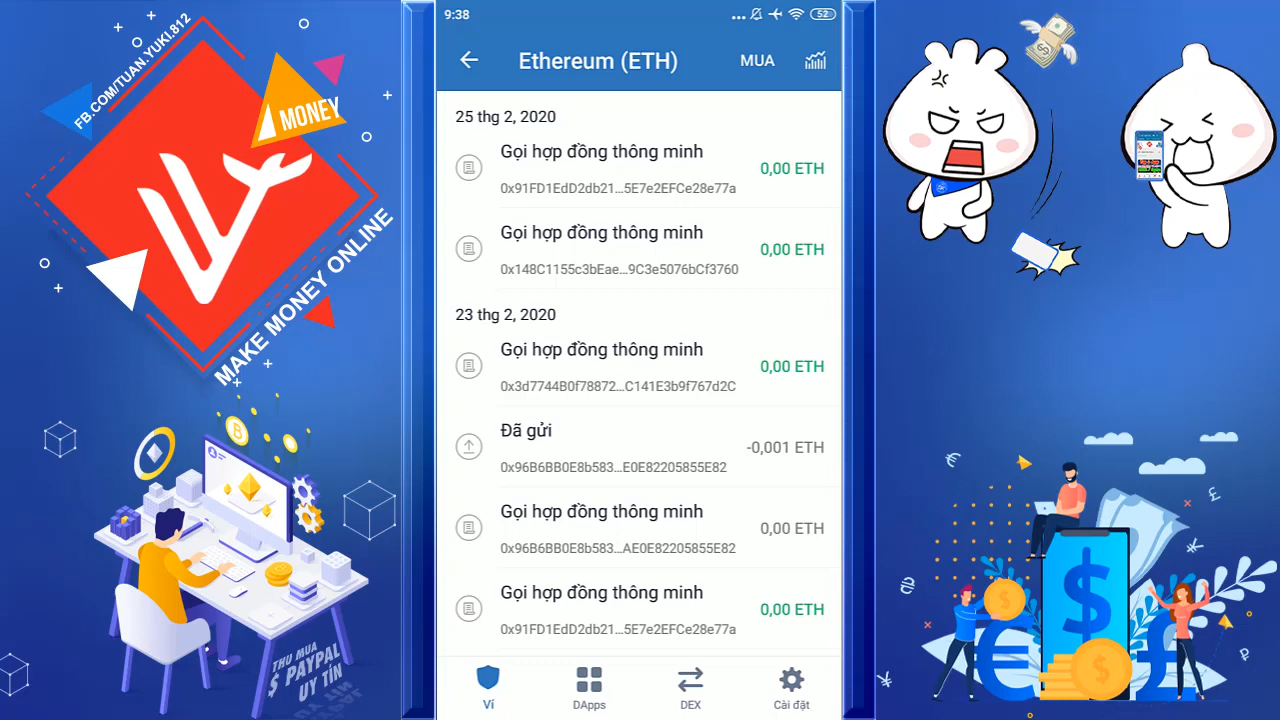 FB.COM/TUAN.YUKI.812
MONEY
MAKE MONEY ONLINE
THU MUA
$ PAYPAL
UY TÍN
9:38
52
Ethereum (ETH)
MUA
25 thg 2, 2020
Gọi hợp đồng thông minh
0,00 ETH
0x91FD1EdD2db21...5E7e2EFCe28e77a
Gọi hợp đồng thông minh
0,00 ETH
0x148C1155c3bEae...9C3e5076bCf3760
23 thg 2, 2020
Gọi hợp đồng thông minh
0,00 ETH
0x3d7744B0f78872...C141E3b9f767d2C
Đã gửi
-0,001 ETH
0x96B6BB0E8b583...E0E82205855E82
Gọi hợp đồng thông minh
0,00 ETH
0x96B6BB0E8b583...AE0E82205855E82
Gọi hợp đồng thông minh
0,00 ETH
0x91FD1EdD2db21...5E7e2EFCe28e77a
Ví
DApps
DEX
Cài đặt